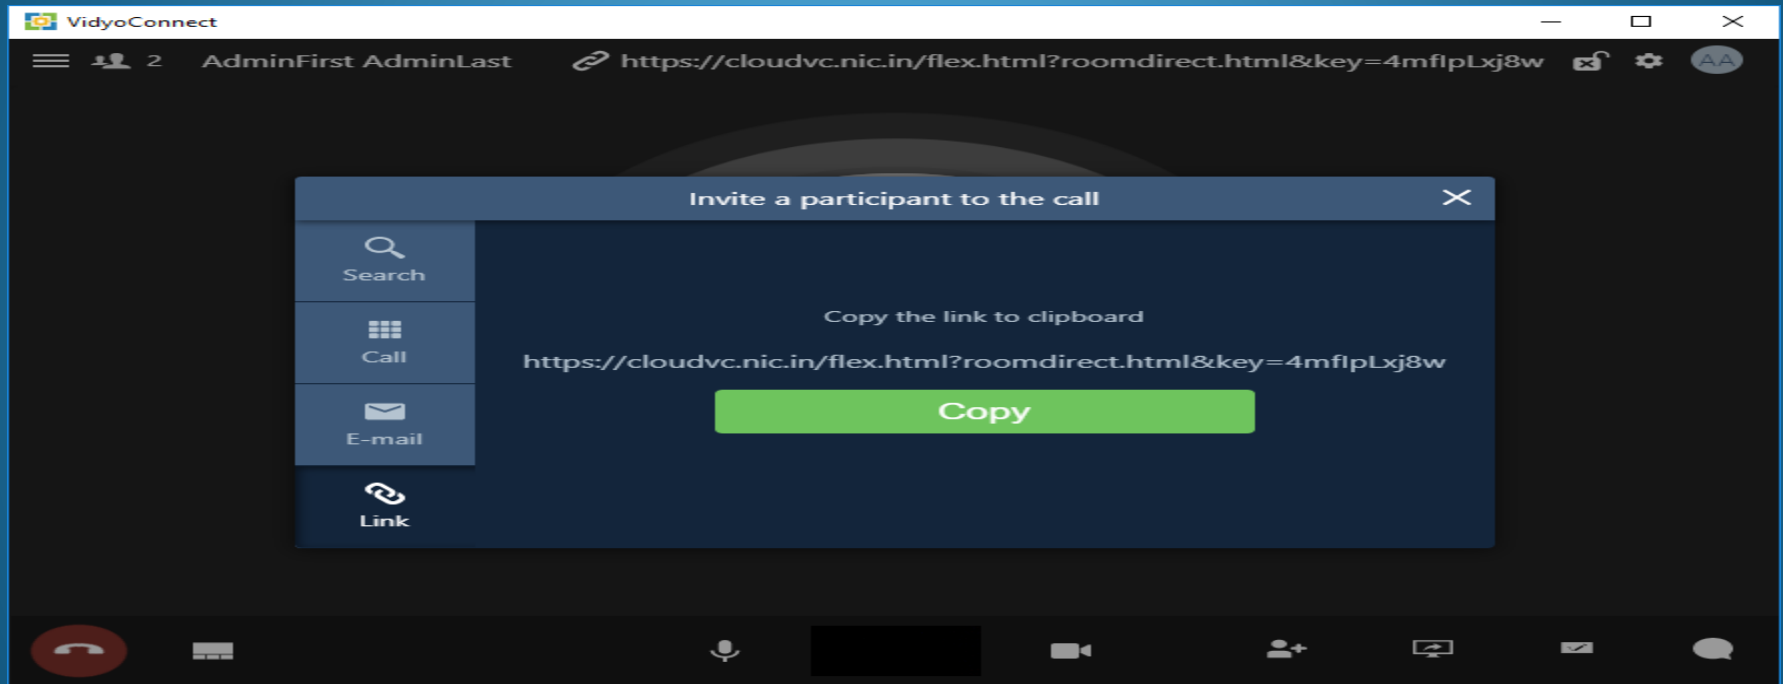 VidyoConnect
2 AdminFirst AdminLast https://cloudvc.nic.in/flex.html?roomdirect.html&key=4mfIpLxj8w AA
Invite a participant to the call
Search
Call
E-mail
Link
Copy the link to clipboard
https://cloudvc.nic.in/flex.html?roomdirect.html&key=4mfIpLxj8w
Copy